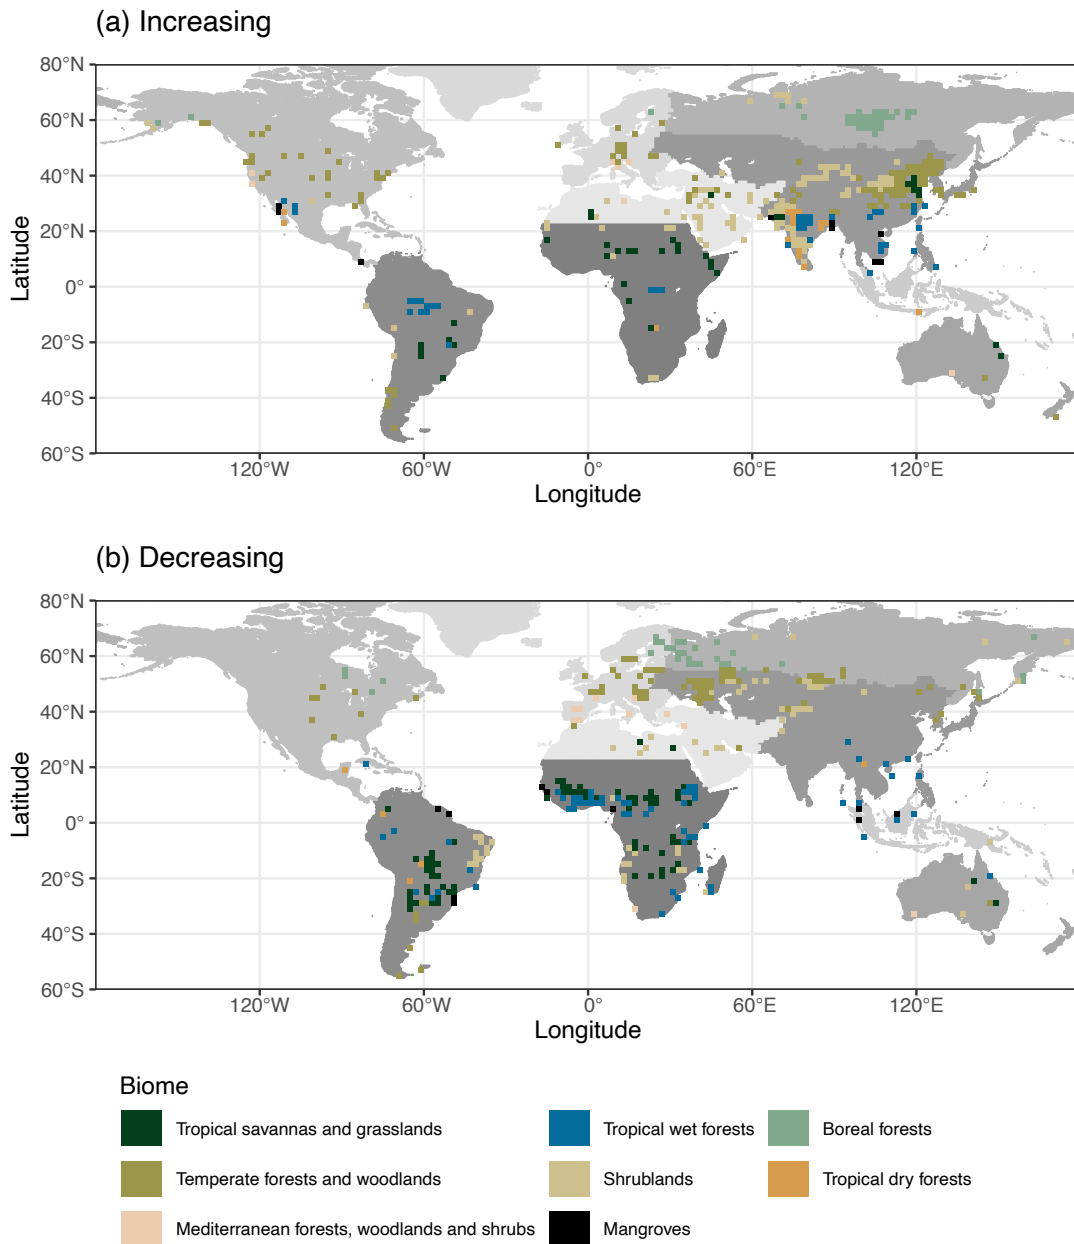 (a) Increasing
80°N
60°N
40°N
20°N
0°
20°S
40°S
60°S
Latitude
120°W
60°W
0°
60°E
120°E
Longitude
(b) Decreasing
80°N
60°N
40°N
20°N
0°
20°S
40°S
60°S
Latitude
120°W
60°W
0°
60°E
120°E
Longitude
Biome
Tropical savannas and grasslands
Tropical wet forests
Boreal forests
Temperate forests and woodlands
Shrublands
Tropical dry forests
Mediterranean forests, woodlands and shrubs
Mangroves